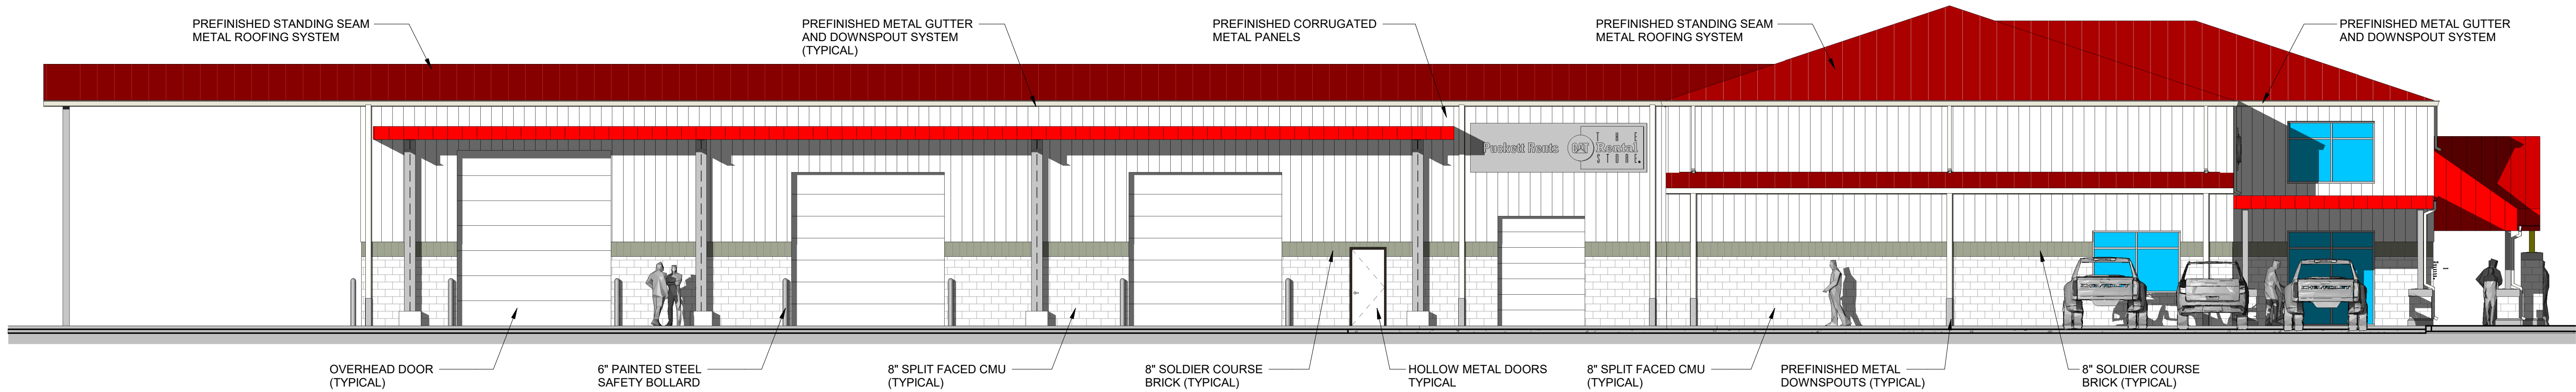 PREFINISHED STANDING SEAM
METAL ROOFING SYSTEM
PREFINISHED METAL GUTTER
AND DOWNSPOUT SYSTEM
(TYPICAL)
PREFINISHED CORRUGATED
METAL PANELS
PREFINISHED STANDING SEAM
METAL ROOFING SYSTEM
PREFINISHED METAL GUTTER
AND DOWNSPOUT SYSTEM
Puckett Rents
CAT
THE
Rental
STORE.
CHEVROLET
CHEVROLET
OVERHEAD DOOR
(TYPICAL)
6" PAINTED STEEL
SAFETY BOLLARD
8" SPLIT FACED CMU
(TYPICAL)
8" SOLDIER COURSE
BRICK (TYPICAL)
HOLLOW METAL DOORS
TYPICAL
8" SPLIT FACED CMU
(TYPICAL)
PREFINISHED METAL
DOWNSPOUTS (TYPICAL)
8" SOLDIER COURSE
BRICK (TYPICAL)